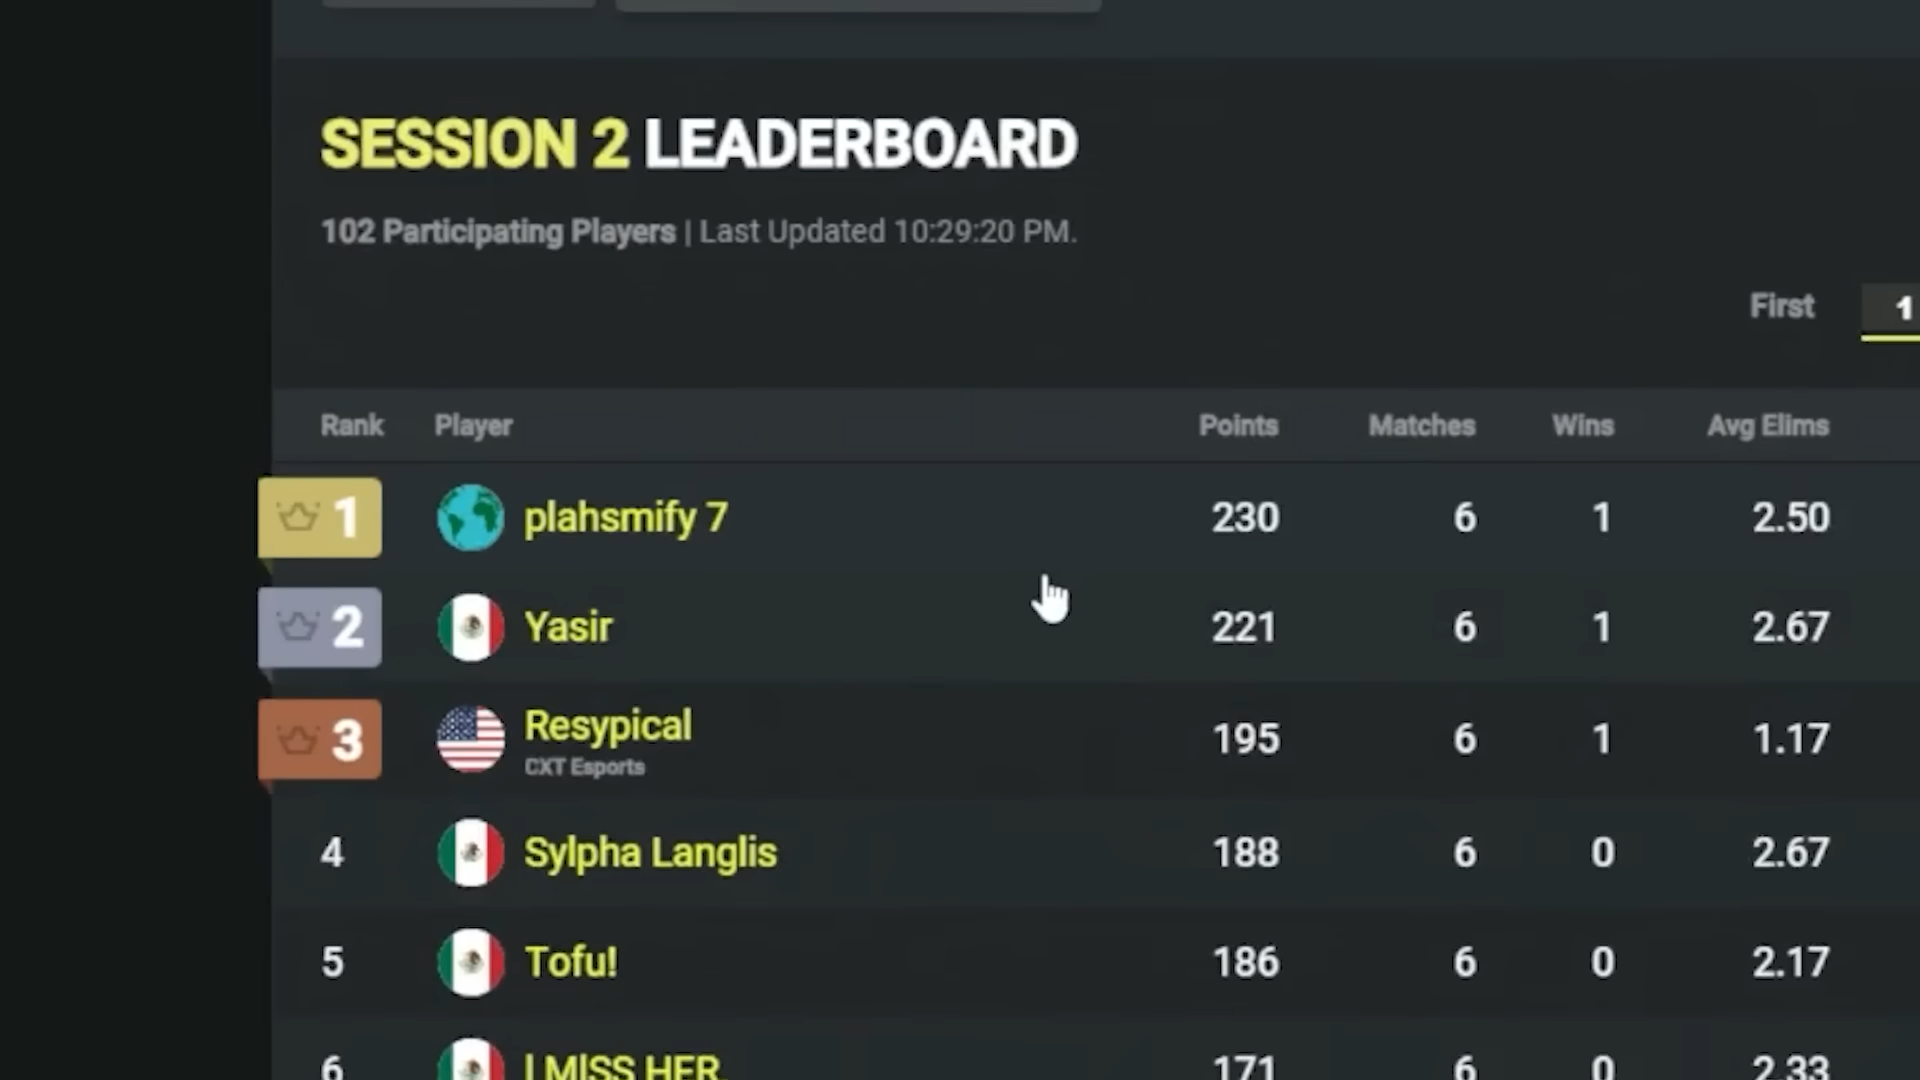 SESSION 2 LEADERBOARD
102 Participating Players | Last Updated 10:29:20 PM.
First 1
Rank Player Points Matches Wins Avg Elims
1 plahsmify 7 230 6 1 2.50
2 Yasir 221 6 1 2.67
3 Resypical 195 6 1 1.17
CXT Esports
4 Sylpha Langlis 188 6 0 2.67
5 Tofu! 186 6 0 2.17
6 I MISS HER 171 6 0 2.33